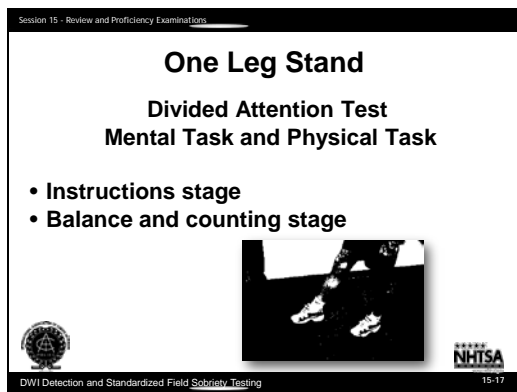 Session 15 - Review and Proficiency Examinations
One Leg Stand
Divided Attention Test
Mental Task and Physical Task
• Instructions stage
• Balance and counting stage
NHTSA
DWI Detection and Standardized Field Sobriety Testing
15-17